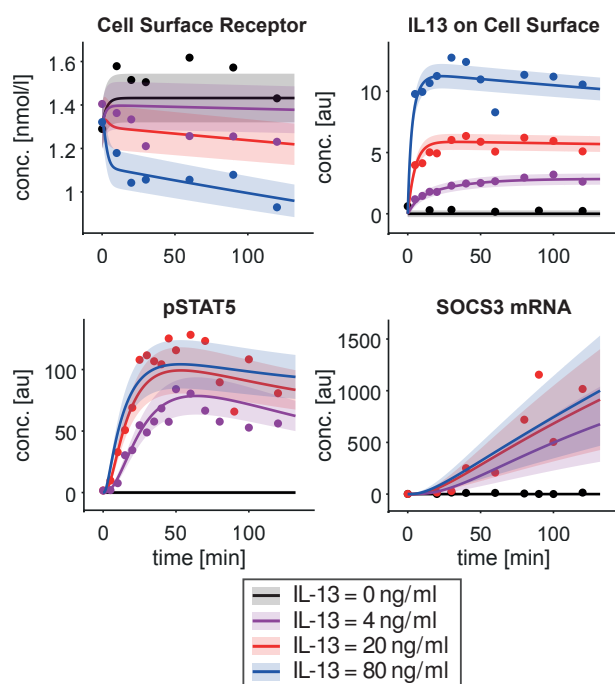 Cell Surface Receptor
IL13 on Cell Surface
conc. [nmol/l]
1.6
1.4
1.2
1
0
50
100
conc. [au]
10
5
0
0
50
100
pSTAT5
SOCS3 mRNA
conc. [au]
100
50
0
0
50
100
time [min]
conc. [au]
1500
1000
500
0
0
50
100
time [min]
IL-13 = 0 ng/ml
IL-13 = 4 ng/ml
IL-13 = 20 ng/ml
IL-13 = 80 ng/ml